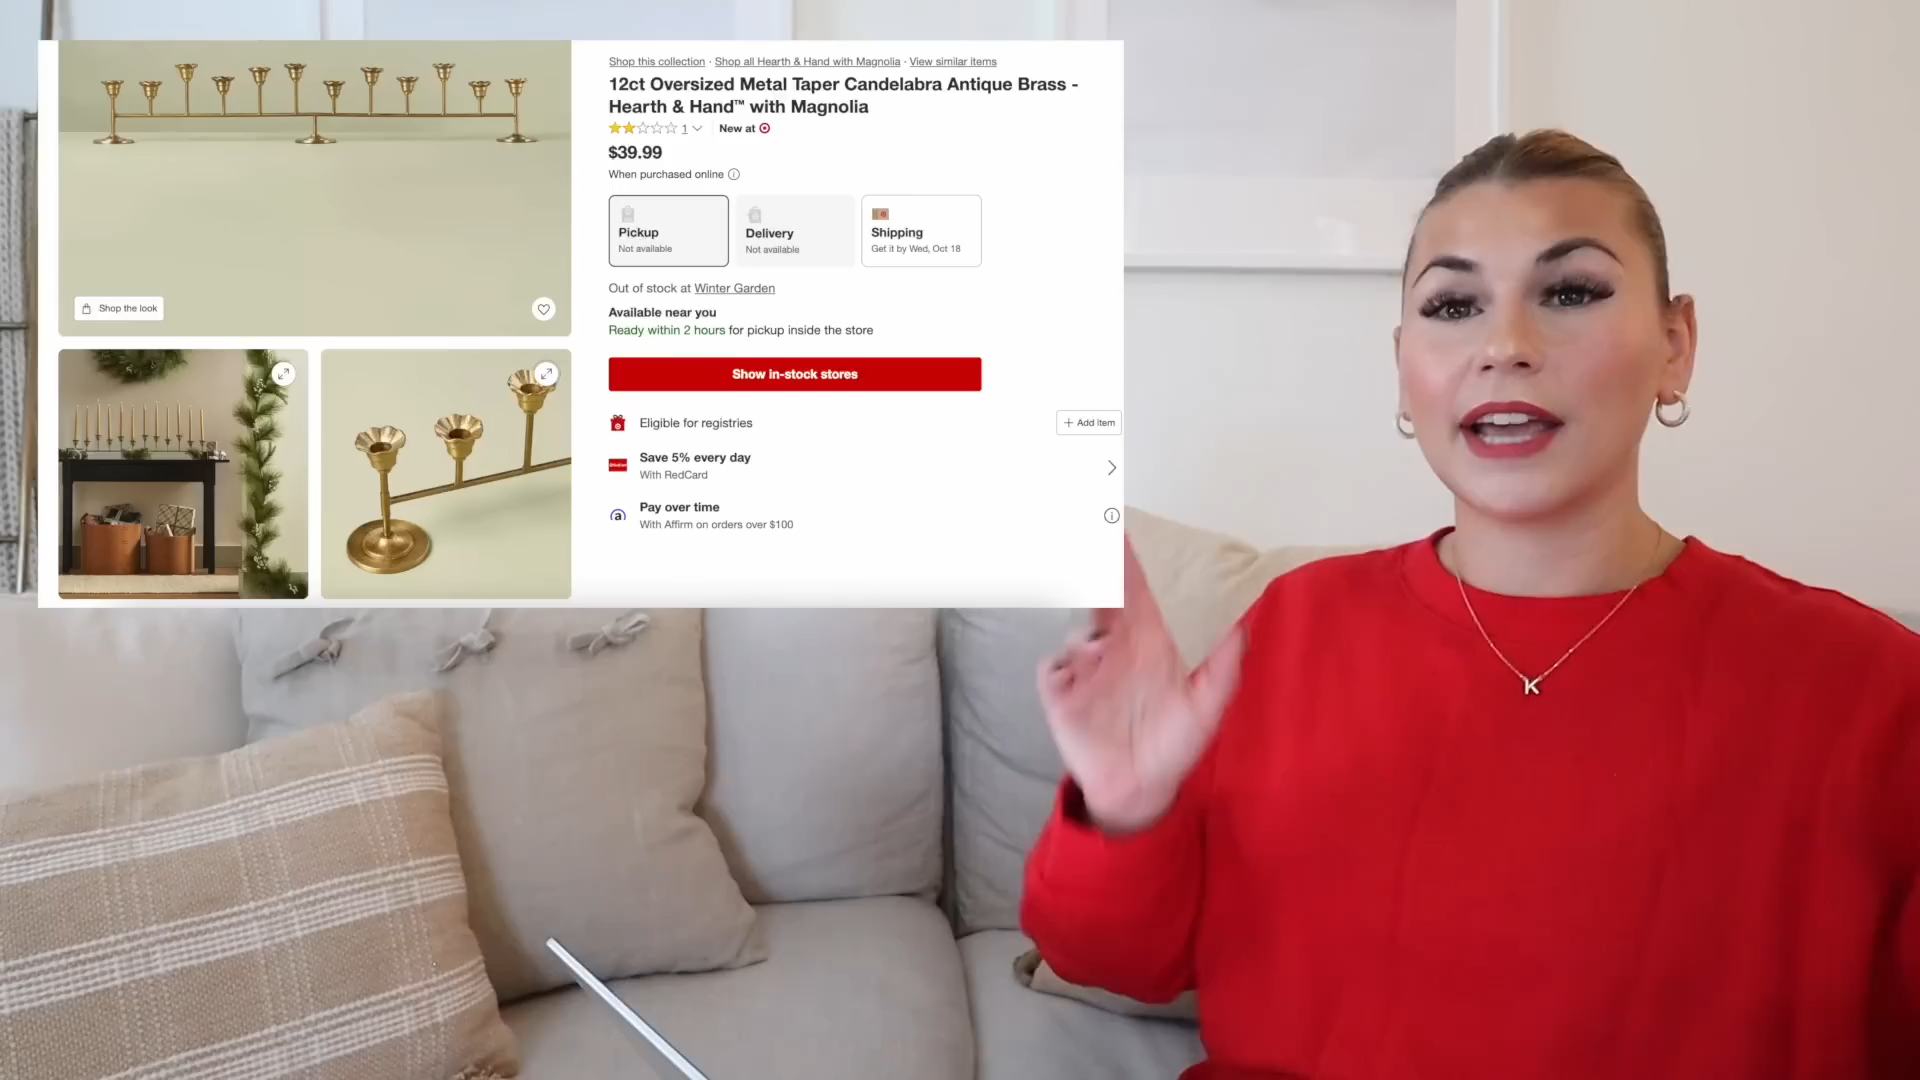 Shop this collection · Shop all Hearth & Hand with Magnolia · View similar items
12ct Oversized Metal Taper Candelabra Antique Brass -
Hearth & Hand™ with Magnolia
1 New at
$39.99
When purchased online
Pickup
Not available
Delivery
Not available
Shipping
Get it by Wed, Oct 18
Out of stock at Winter Garden
Available near you
Ready within 2 hours for pickup inside the store
Show in-stock stores
Eligible for registries
+ Add Item
Save 5% every day
With RedCard
Pay over time
With Affirm on orders over $100
Shop the look
K